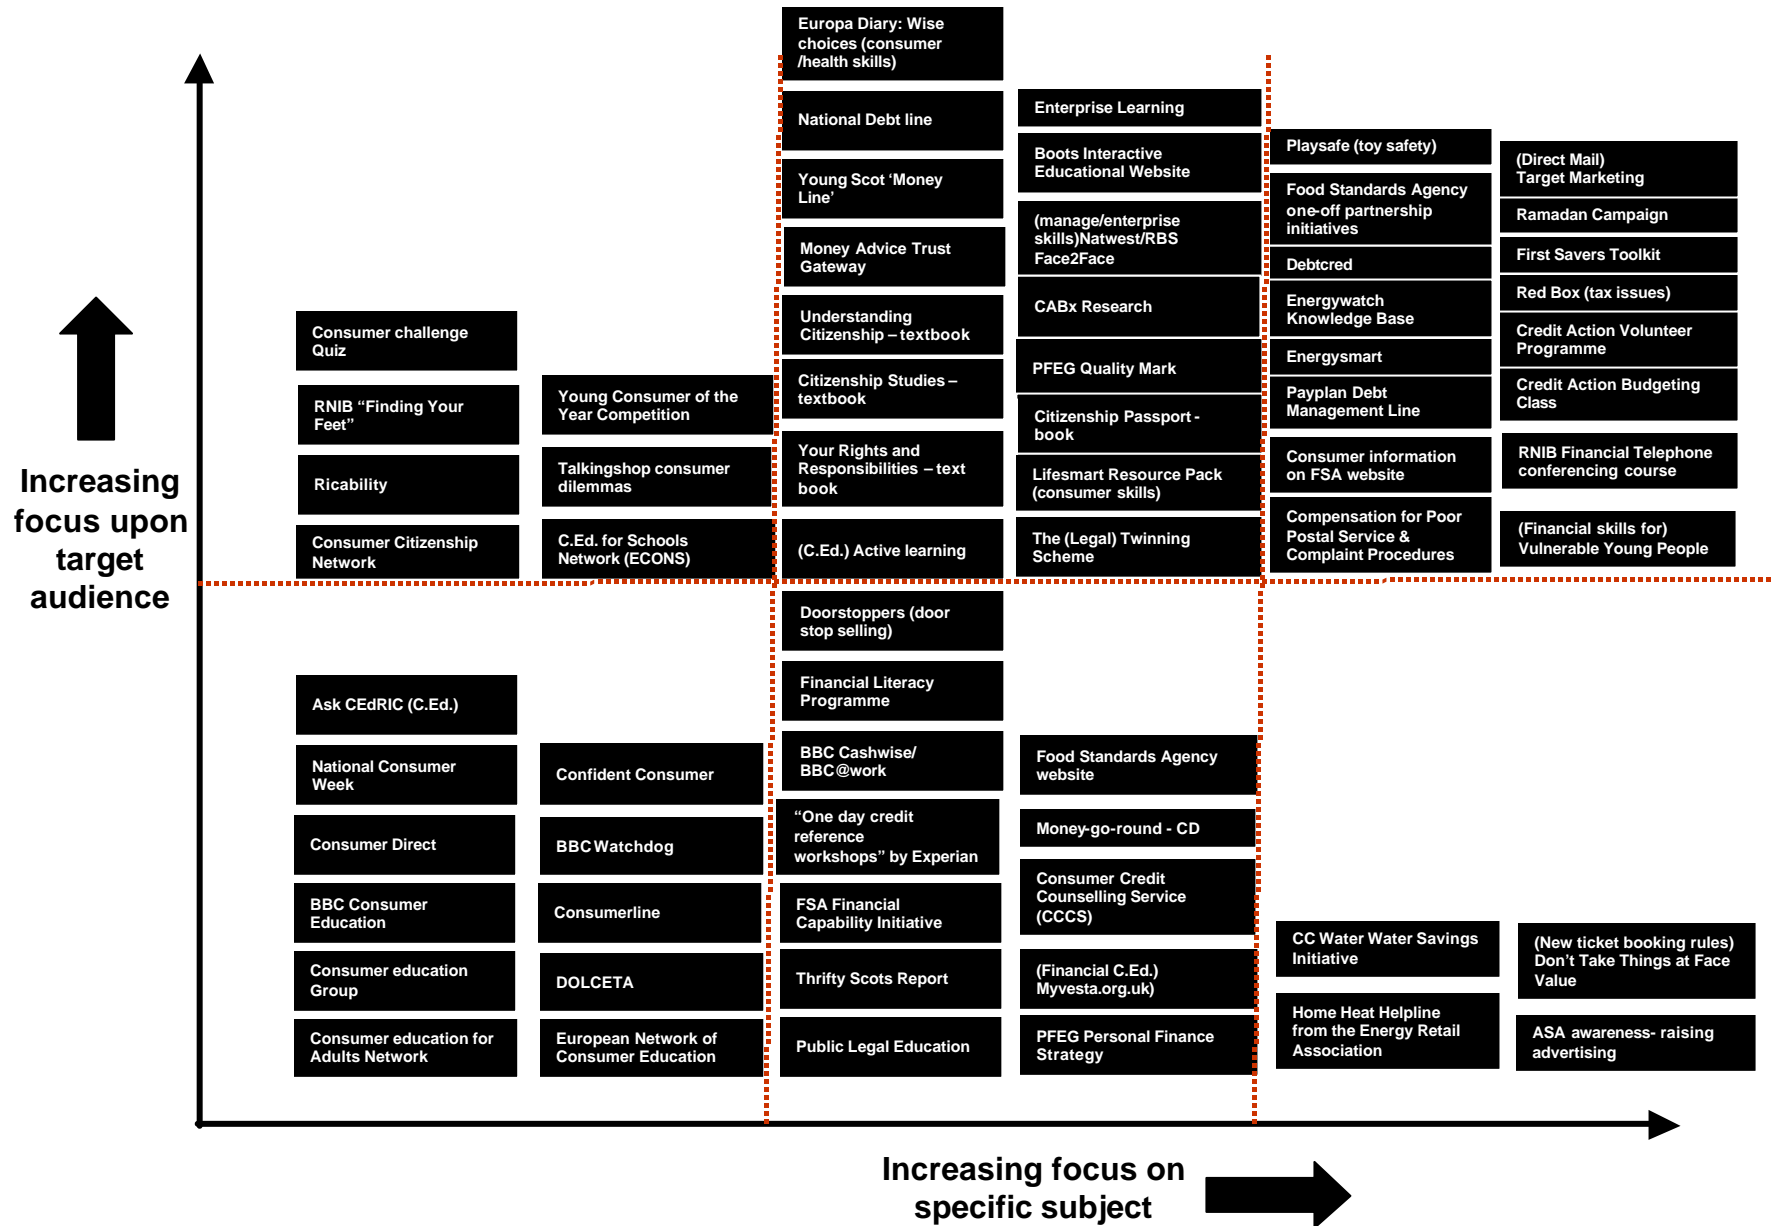 Europa Diary: Wise
choices (consumer
/health skills)
National Debt line
Young Scot ‘Money
Line’
Money Advice Trust
Gateway
Understanding
Citizenship – textbook
Citizenship Studies –
textbook
Your Rights and
Responsibilities – text
book
(C.Ed.) Active learning
Enterprise Learning
Boots Interactive
Educational Website
(manage/enterprise
skills)Natwest/RBS
Face2Face
CABx Research
PFEG Quality Mark
Citizenship Passport -
book
Lifesmart Resource Pack
(consumer skills)
The (Legal) Twinning
Scheme
Playsafe (toy safety)
Food Standards Agency
one-off partnership
initiatives
Debtcred
Energywatch
Knowledge Base
Energysmart
Payplan Debt
Management Line
Consumer information
on FSA website
Compensation for Poor
Postal Service &
Complaint Procedures
(Direct Mail)
Target Marketing
Ramadan Campaign
First Savers Toolkit
Red Box (tax issues)
Credit Action Volunteer
Programme
Credit Action Budgeting
Class
RNIB Financial Telephone
conferencing course
(Financial skills for)
Vulnerable Young People
Consumer challenge
Quiz
RNIB “Finding Your
Feet”
Ricability
Consumer Citizenship
Network
Young Consumer of the
Year Competition
Talkingshop consumer
dilemmas
C.Ed. for Schools
Network (ECONS)
Increasing
focus upon
target
audience
Ask CEdRIC (C.Ed.)
National Consumer
Week
Consumer Direct
BBC Consumer
Education
Consumer education
Group
Consumer education for
Adults Network
Confident Consumer
BBC Watchdog
Consumerline
DOLCETA
European Network of
Consumer Education
Doorstoppers (door
stop selling)
Financial Literacy
Programme
BBC Cashwise/
BBC@work
“One day credit
reference
workshops” by Experian
FSA Financial
Capability Initiative
Thrifty Scots Report
Public Legal Education
Food Standards Agency
website
Money-go-round - CD
Consumer Credit
Counselling Service
(CCCS)
(Financial C.Ed.)
Myvesta.org.uk)
PFEG Personal Finance
Strategy
CC Water Water Savings
Initiative
Home Heat Helpline
from the Energy Retail
Association
(New ticket booking rules)
Don’t Take Things at Face
Value
ASA awareness- raising
advertising
Increasing focus on
specific subject